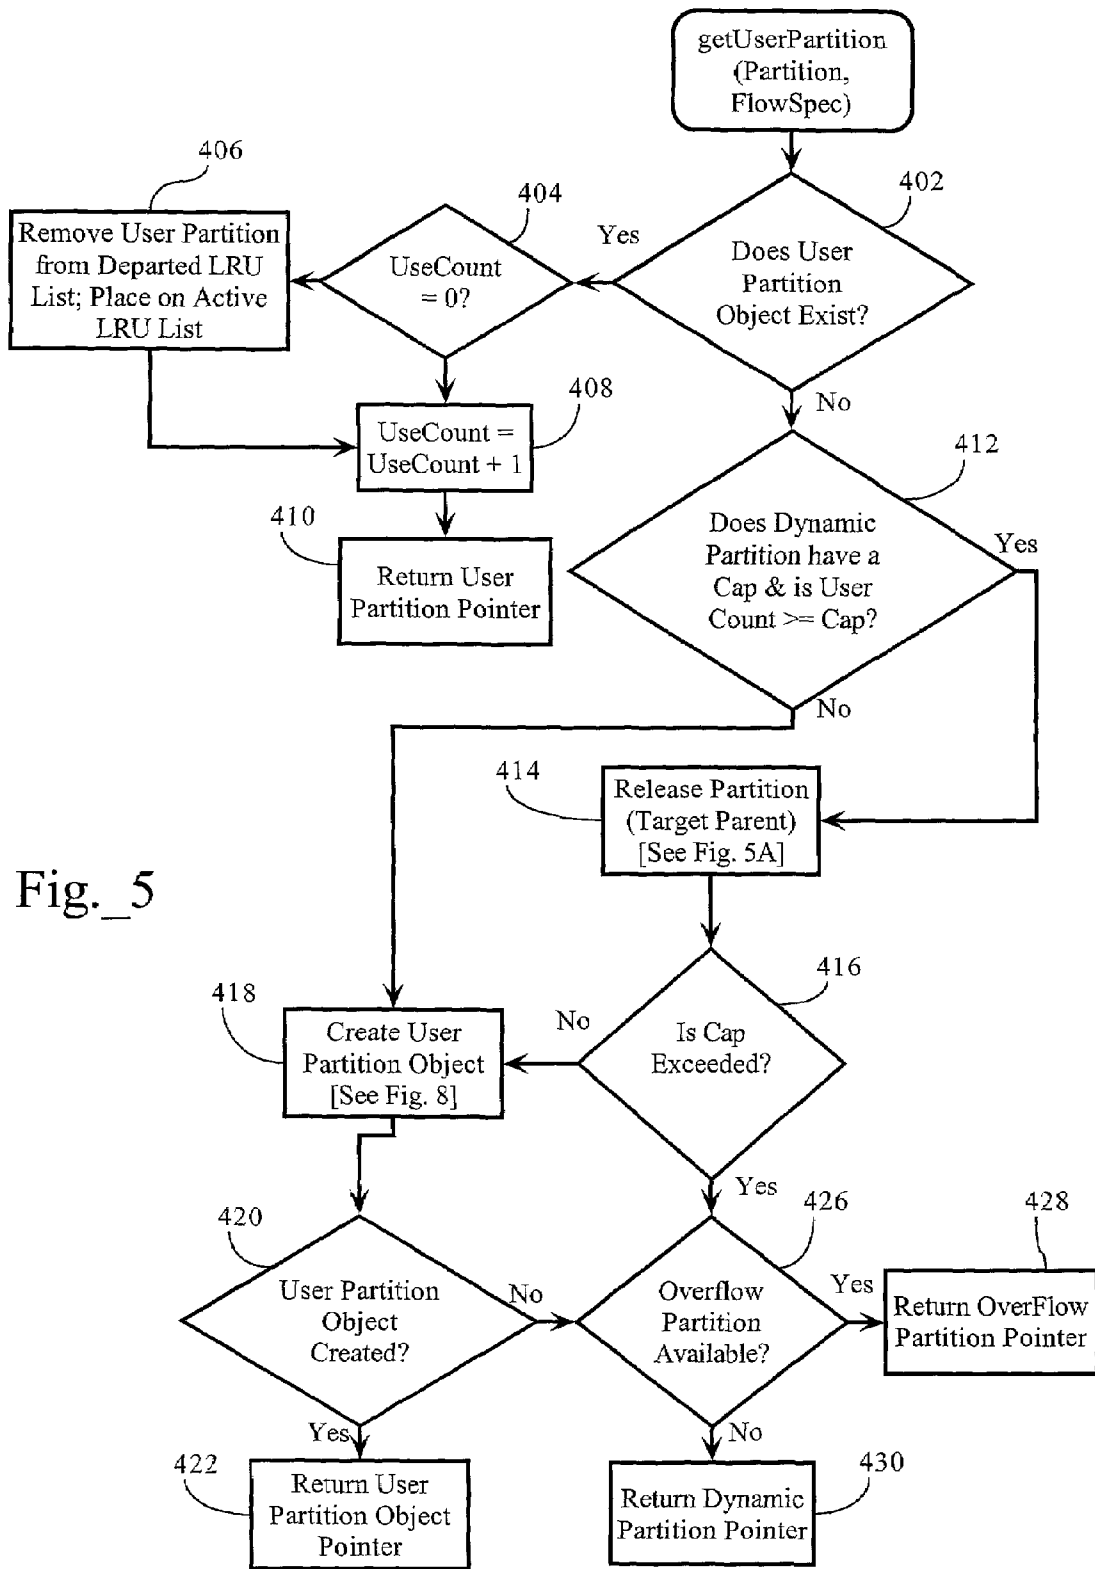 getUserPartition
(Partition,
FlowSpec)
406
404
402
Remove User Partition
from Departed LRU
List; Place on Active
LRU List
UseCount
= 0?
Yes
Does User
Partition
Object Exist?
No
408
UseCount =
UseCount + 1
412
410
Return User
Partition Pointer
Does Dynamic
Partition have a
Cap & is User
Count >= Cap?
Yes
No
414
Release Partition
(Target Parent)
[See Fig. 5A]
Fig._5
416
418
Create User
Partition Object
[See Fig. 8]
No
Is Cap
Exceeded?
Yes
420
426
428
User Partition
Object
Created?
No
Overflow
Partition
Available?
Yes
Return OverFlow
Partition Pointer
Yes
No
422
Return User
Partition Object
Pointer
430
Return Dynamic
Partition Pointer